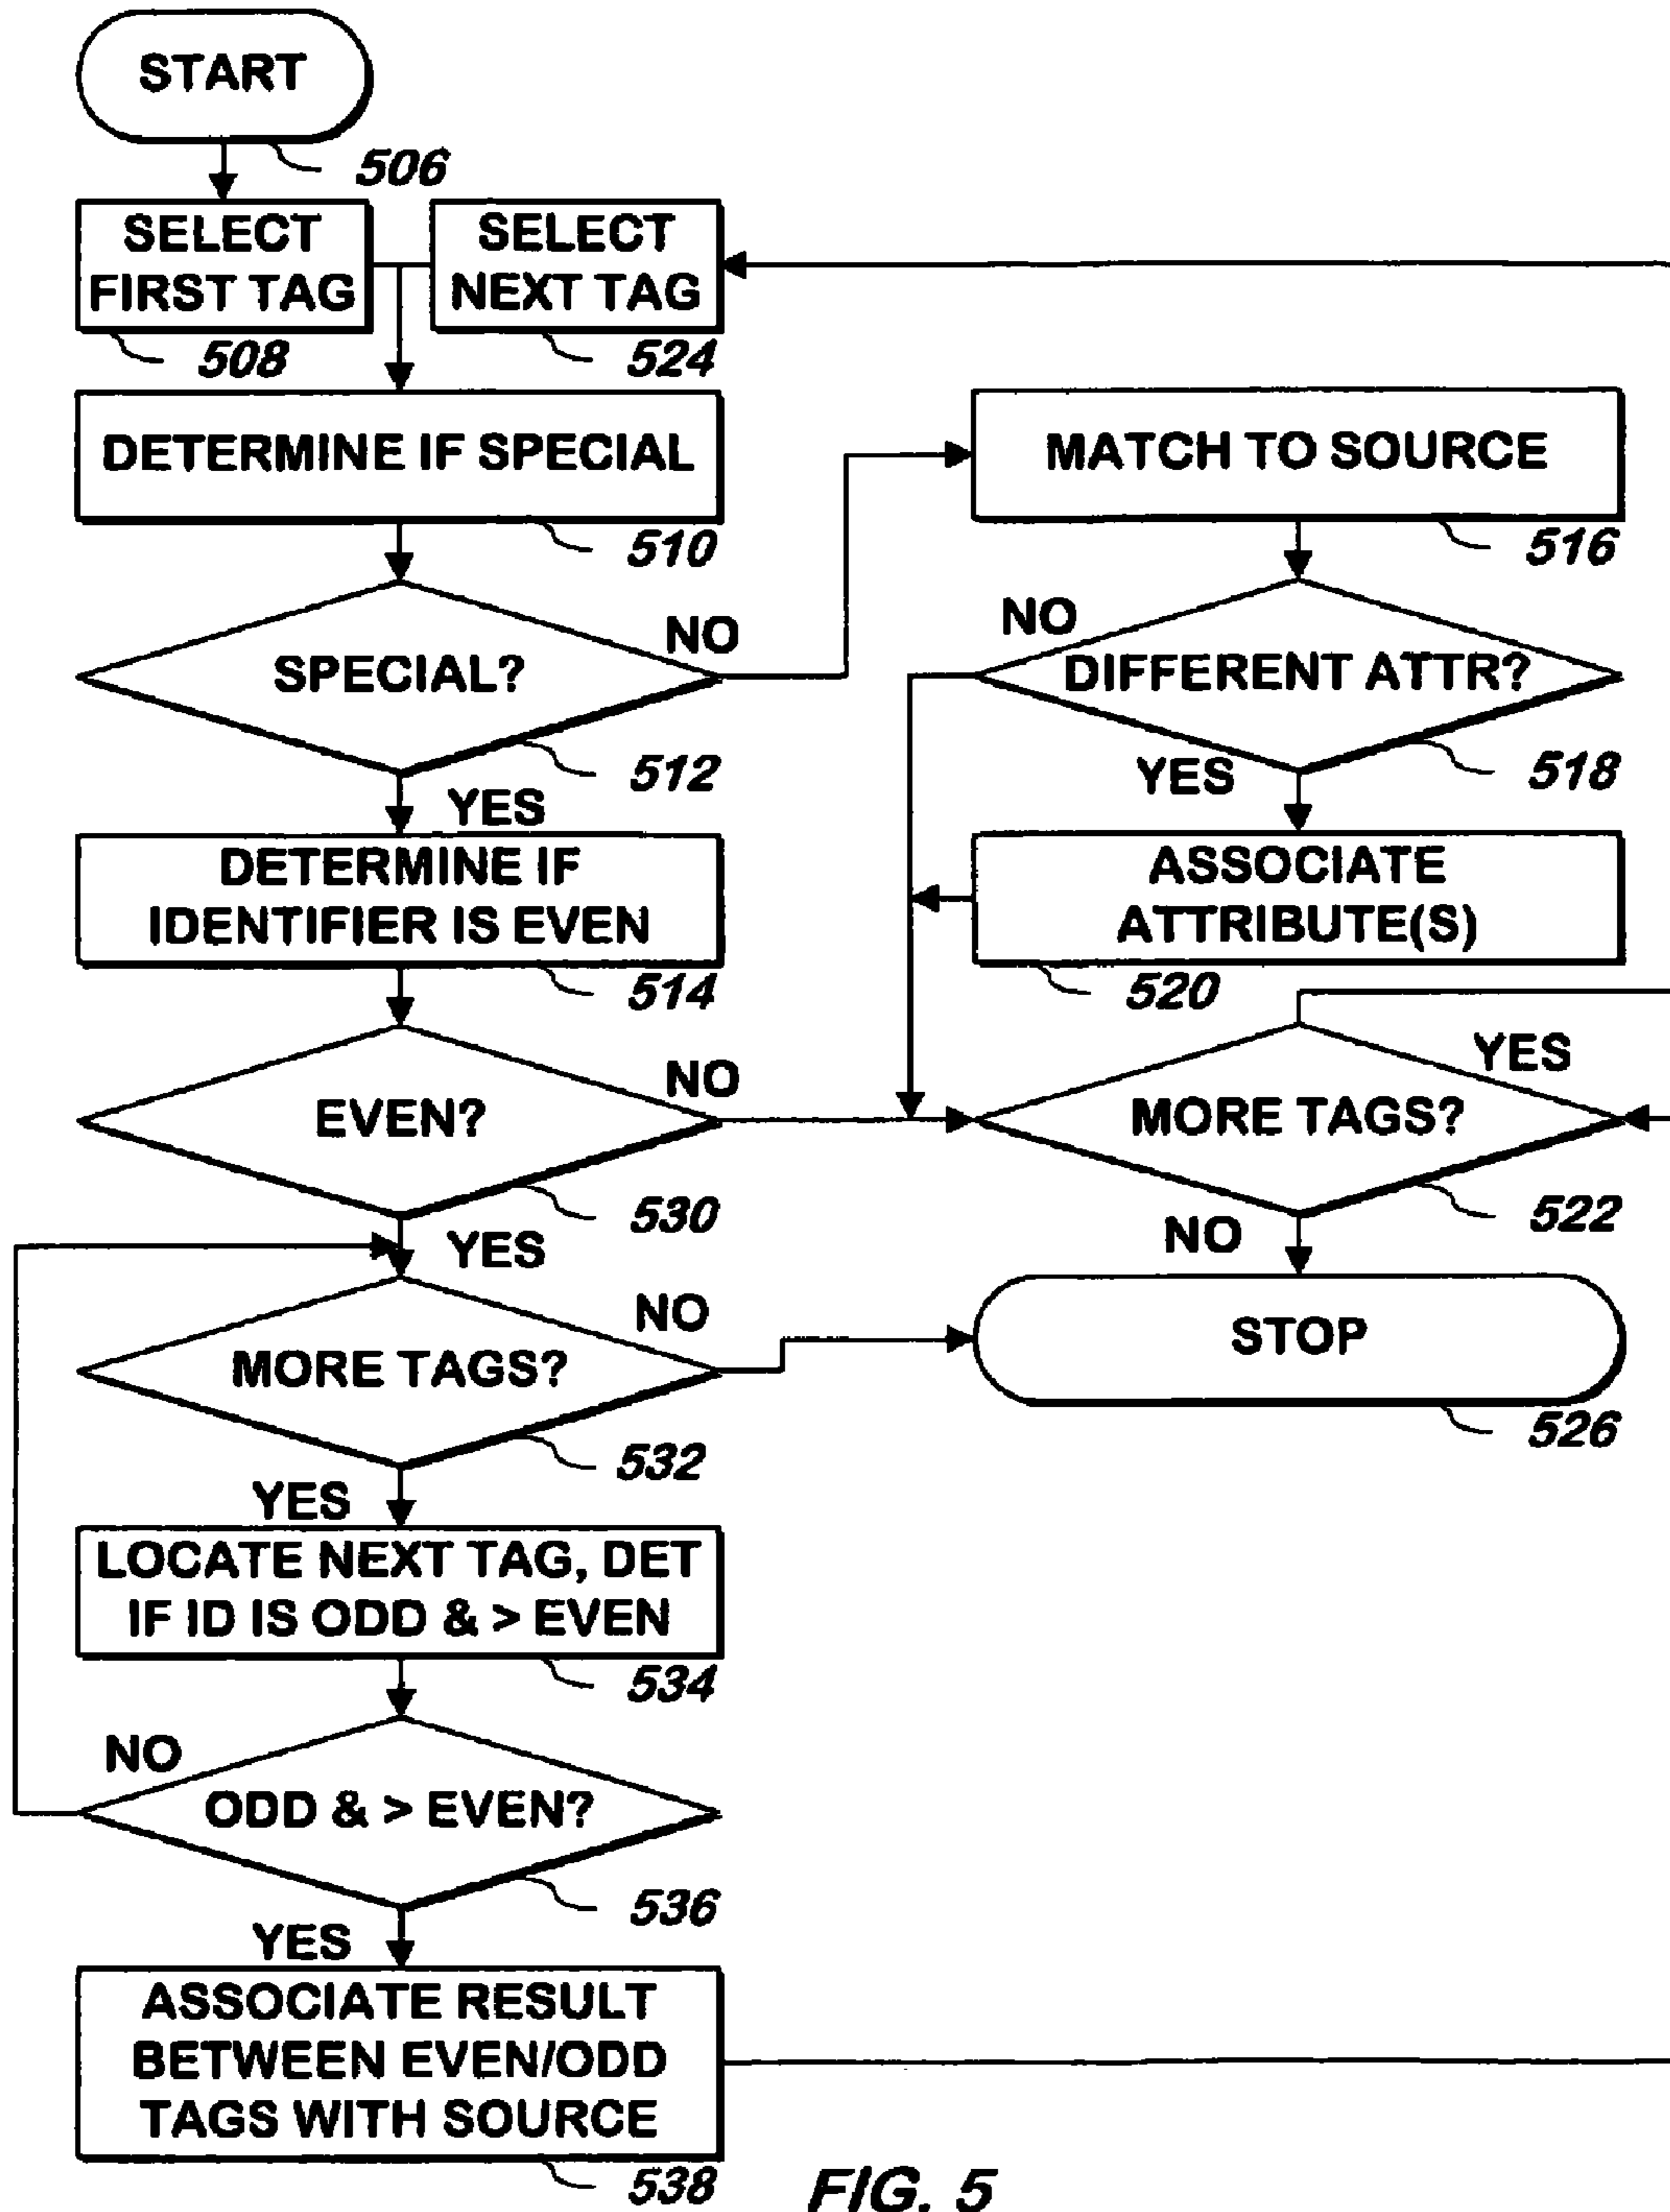 START
506
SELECT
FIRST TAG
508
SELECT
NEXT TAG
524
DETERMINE IF SPECIAL
510
MATCH TO SOURCE
516
SPECIAL?
NO
512
YES
NO
DIFFERENT ATTR?
518
YES
DETERMINE IF
IDENTIFIER IS EVEN
514
ASSOCIATE
ATTRIBUTE(S)
520
EVEN?
NO
530
YES
MORE TAGS?
YES
522
NO
MORE TAGS?
NO
532
YES
STOP
526
LOCATE NEXT TAG, DET
IF ID IS ODD & > EVEN
534
NO
ODD & > EVEN?
536
YES
ASSOCIATE RESULT
BETWEEN EVEN/ODD
TAGS WITH SOURCE
538
FIG. 5